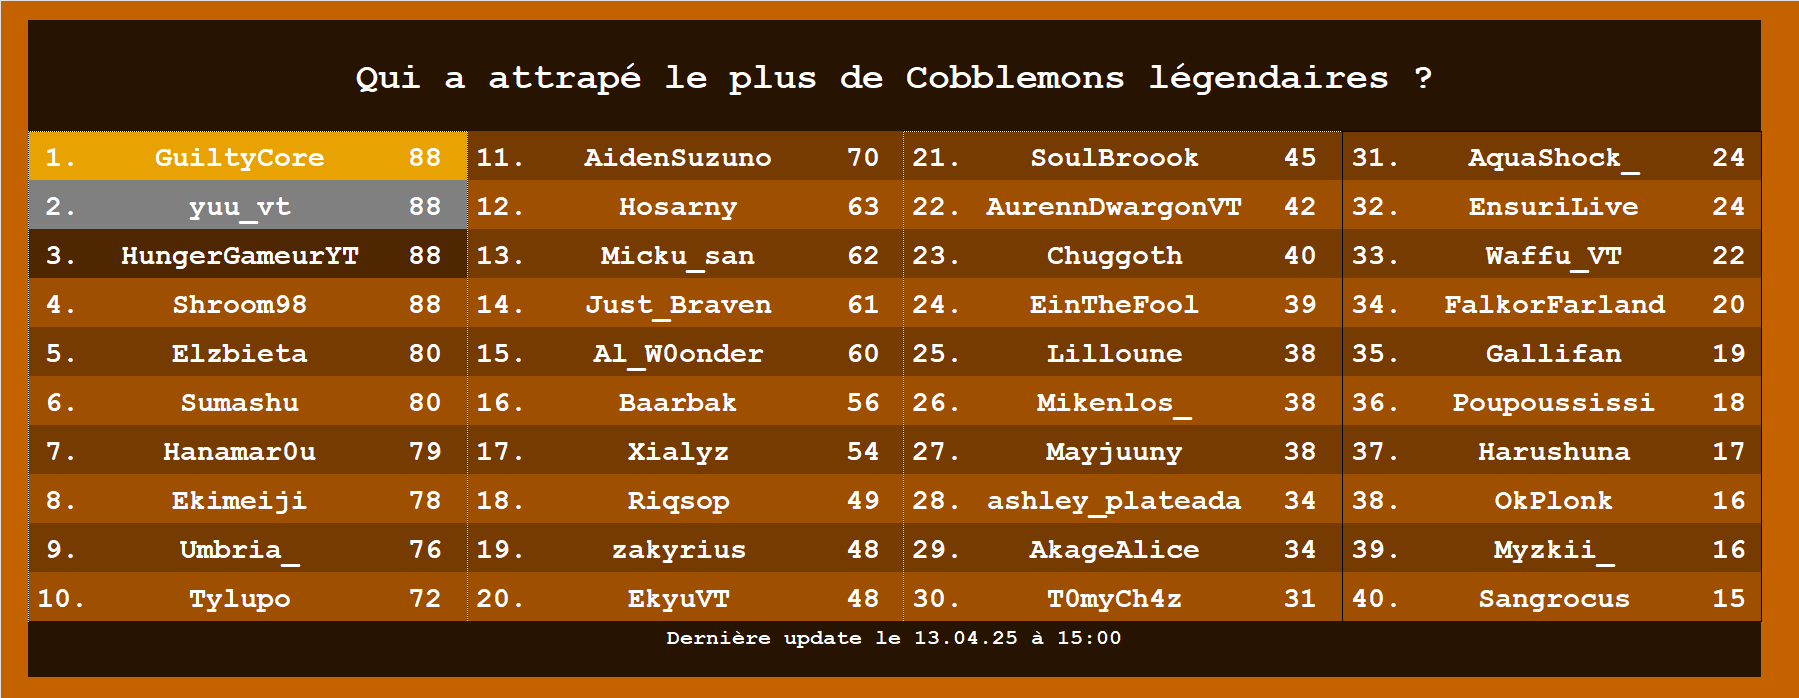 Qui a attrapé le plus de Cobblemons légendaires ?
1. GuiltyCore 88 11. AidenSuzuno 70 21. SoulBroook 45 31. AquaShock_ 24
2. yuu_vt 88 12. Hosarny 63 22. AurennDwargonVT 42 32. EnsuriLive 24
3. HungerGameurYT 88 13. Micku_san 62 23. Chuggoth 40 33. Waffu_VT 22
4. Shroom98 88 14. Just_Braven 61 24. EinTheFool 39 34. FalkorFarland 20
5. Elzbieta 80 15. Al_W0onder 60 25. Lilloune 38 35. Gallifan 19
6. Sumashu 80 16. Baarbak 56 26. Mikenlos_ 38 36. Poupoussissi 18
7. Hanamar0u 79 17. Xialyz 54 27. Mayjuuny 38 37. Harushuna 17
8. Ekimeiji 78 18. Riqsop 49 28. ashley_plateada 34 38. OkPlonk 16
9. Umbria_ 76 19. zakyrius 48 29. AkageAlice 34 39. Myzkii_ 16
10. Tylupo 72 20. EkyuVT 48 30. T0myCh4z 31 40. Sangrocus 15
Dernière update le 13.04.25 à 15:00